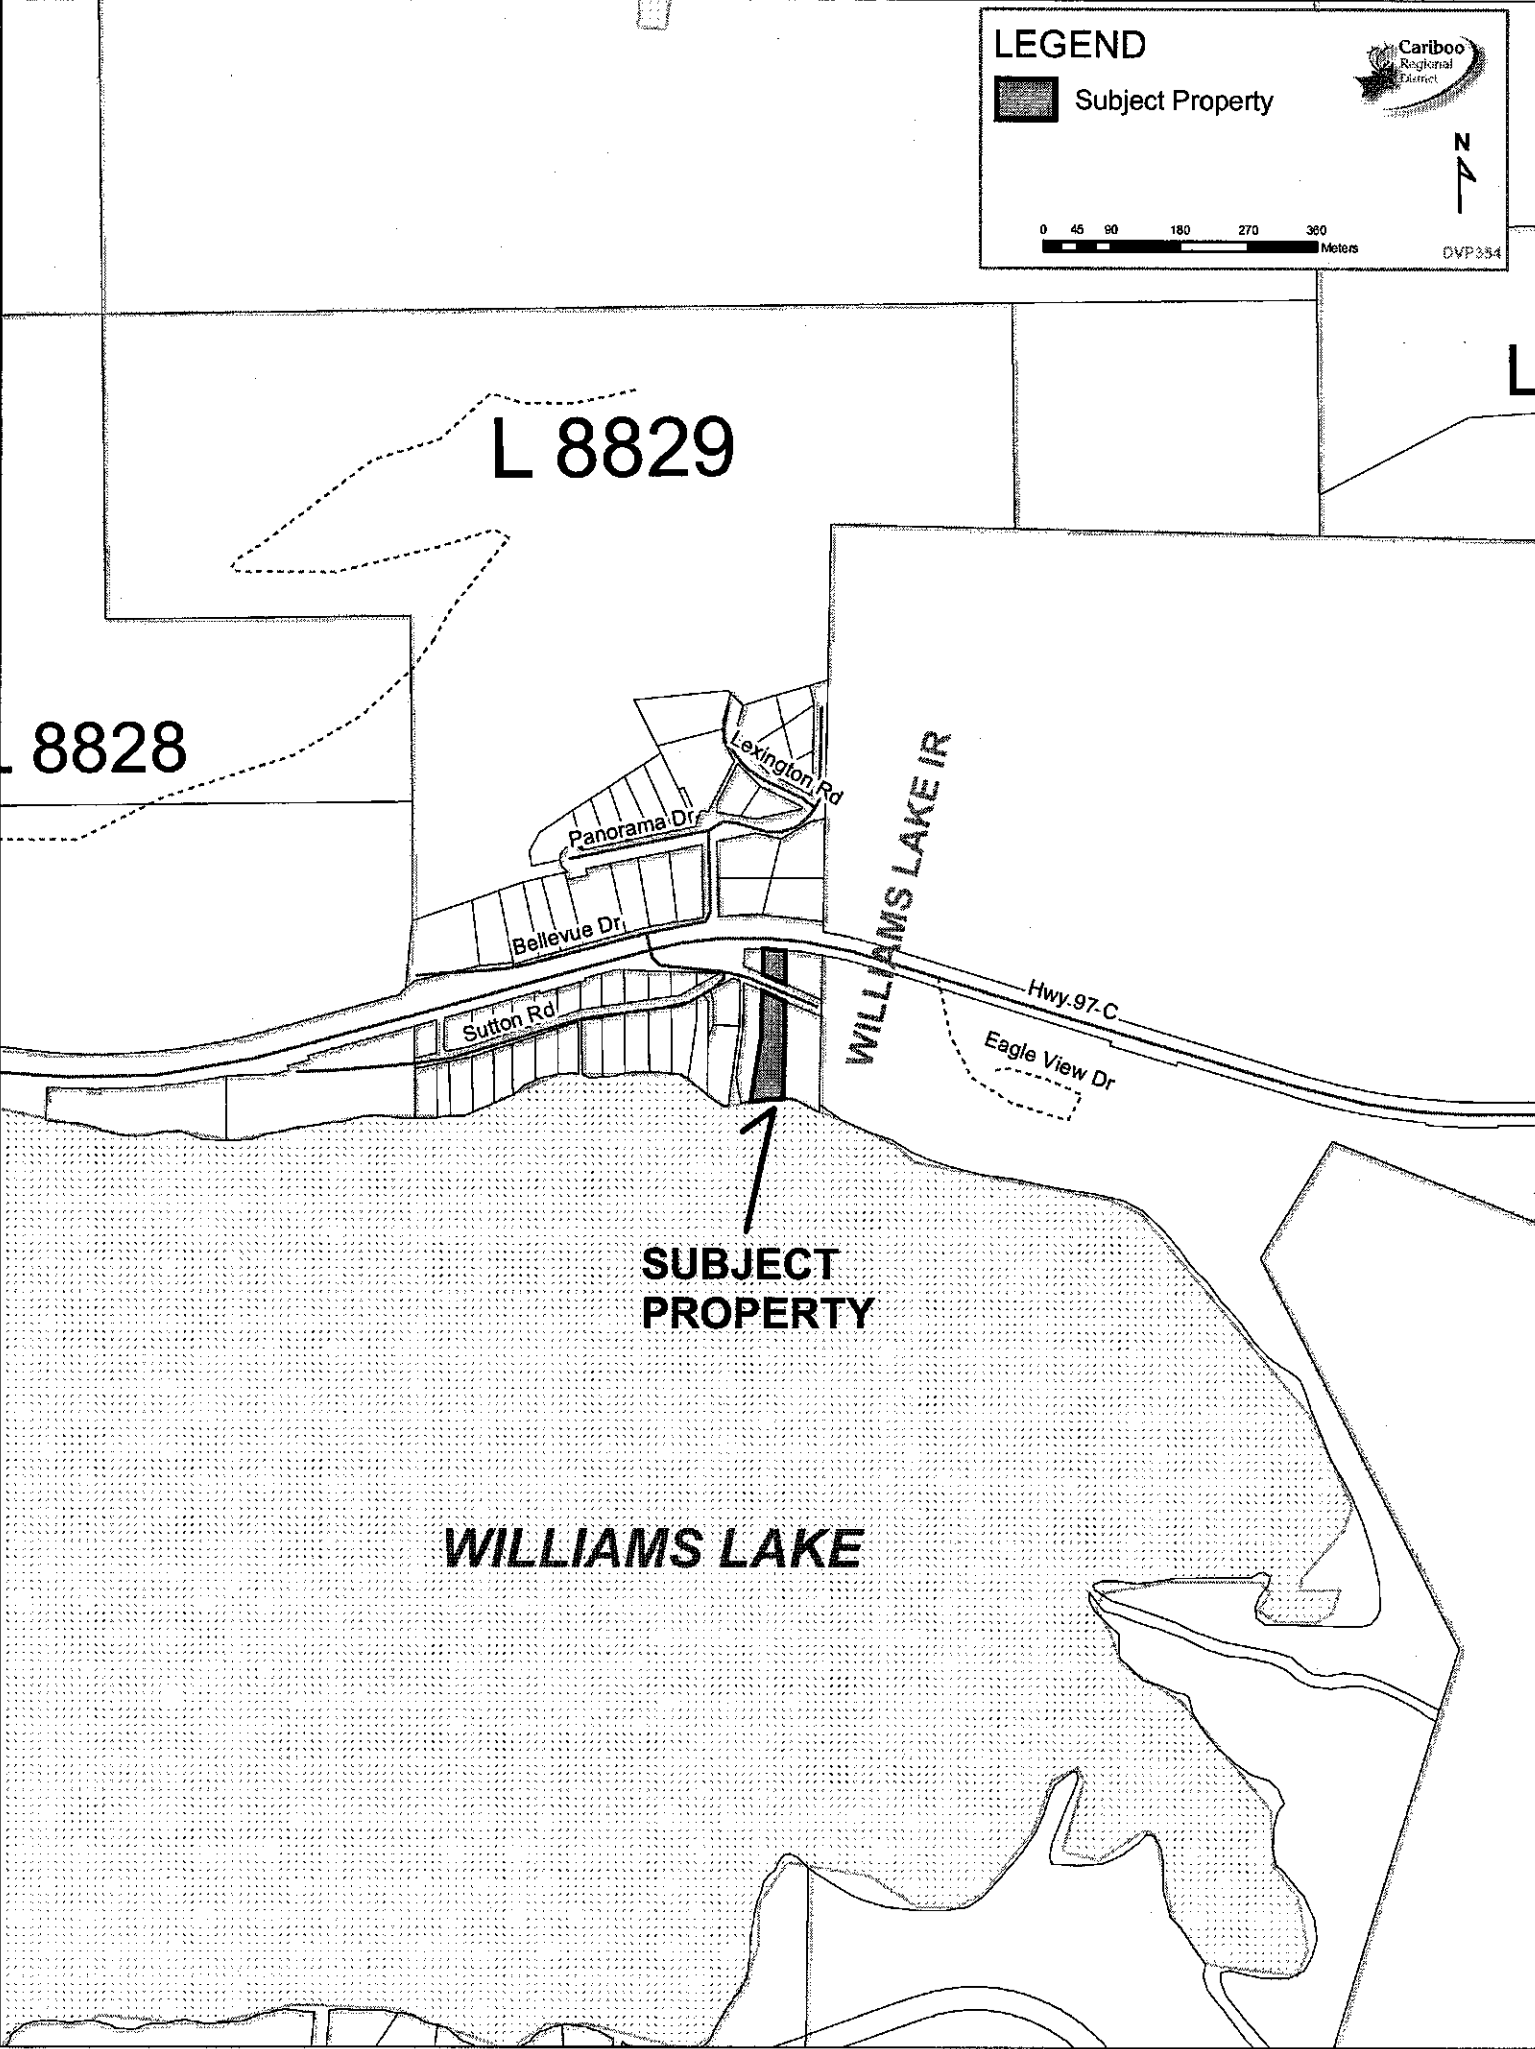 LEGEND
Subject Property
Cariboo
Regional
District
N
0 45 90 180 270 360
Meters
DVP354
L
L 8829
L 8828
Lexington Rd
Panorama Dr
Bellevue Dr
WILLIAMS LAKE IR
Hwy 97-C
Sutton Rd
Eagle View Dr
SUBJECT
PROPERTY
WILLIAMS LAKE